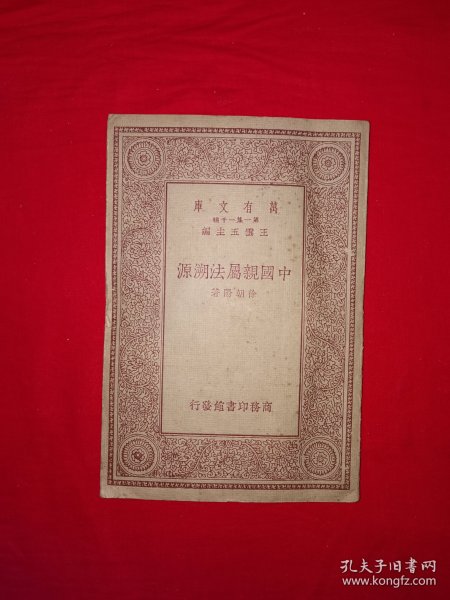 萬有文庫
第一集一千種
王雲五主編
中國親屬法溯源
徐朝陽著
商務印書館發行
孔夫子旧书网
www.kongfz.com